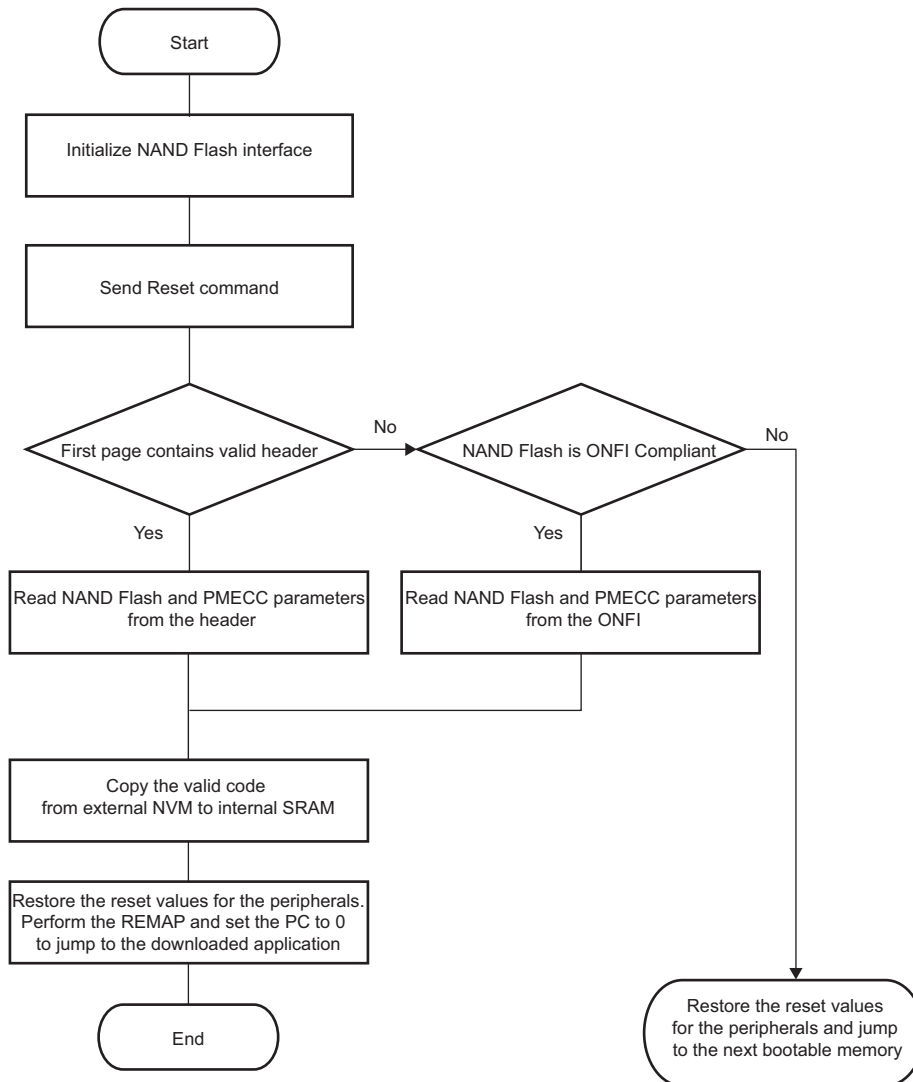 Start
Initialize NAND Flash interface
Send Reset command
First page contains valid header
No
NAND Flash is ONFI Compliant
No
Yes
Yes
Read NAND Flash and PMECC parameters
from the header
Read NAND Flash and PMECC parameters
from the ONFI
Copy the valid code
from external NVM to internal SRAM
Restore the reset values for the peripherals.
Perform the REMAP and set the PC to 0
to jump to the downloaded application
End
Restore the reset values
for the peripherals and jump
to the next bootable memory